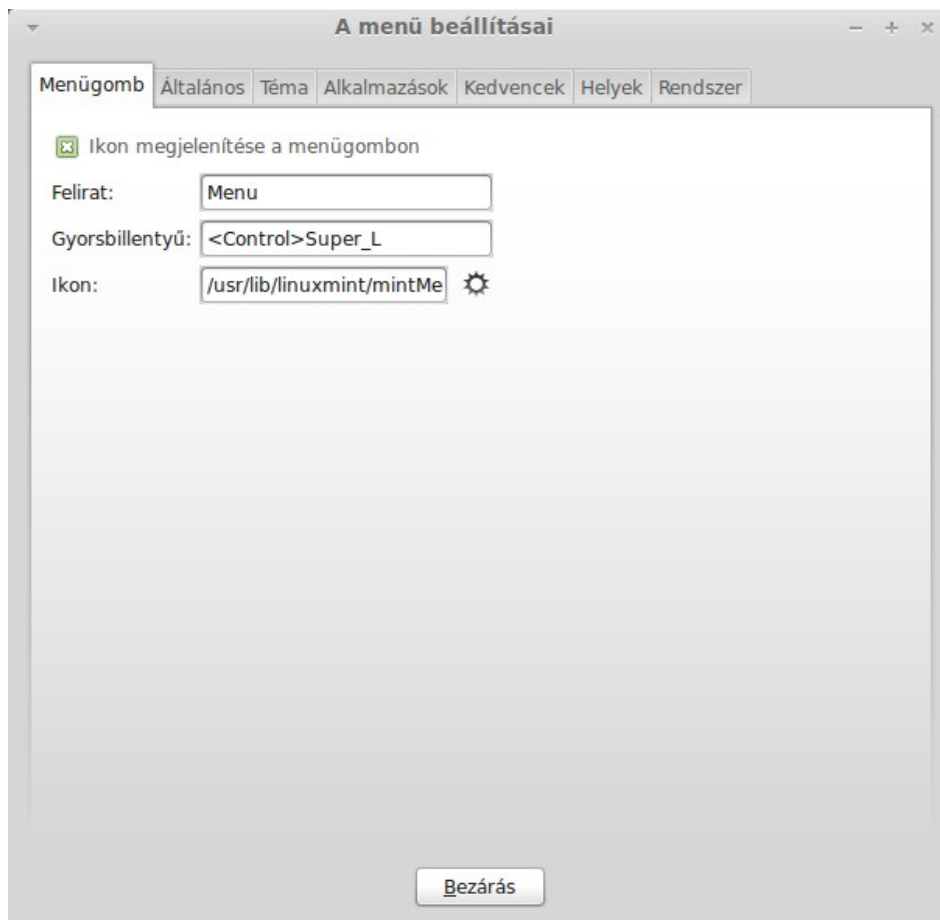 A menü beállításai
Menügomb Általános Téma Alkalmazások Kedvencek Helyek Rendszer
Ikon megjelenítése a menügombon
Felirat: Menu
Gyorsbillentyű: <Control>Super_L
Ikon: /usr/lib/linuxmint/mintMe
Bezárás